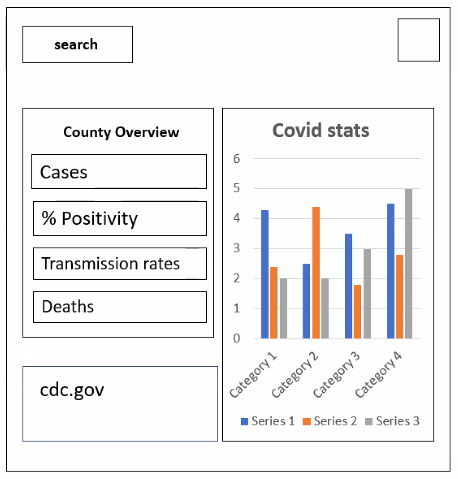 search
County Overview
Cases
% Positivity
Transmission rates
Deaths
cdc.gov
Covid stats
6
5
4
3
2
1
0
Category 1
Category 2
Category 3
Category 4
Series 1 Series 2 Series 3